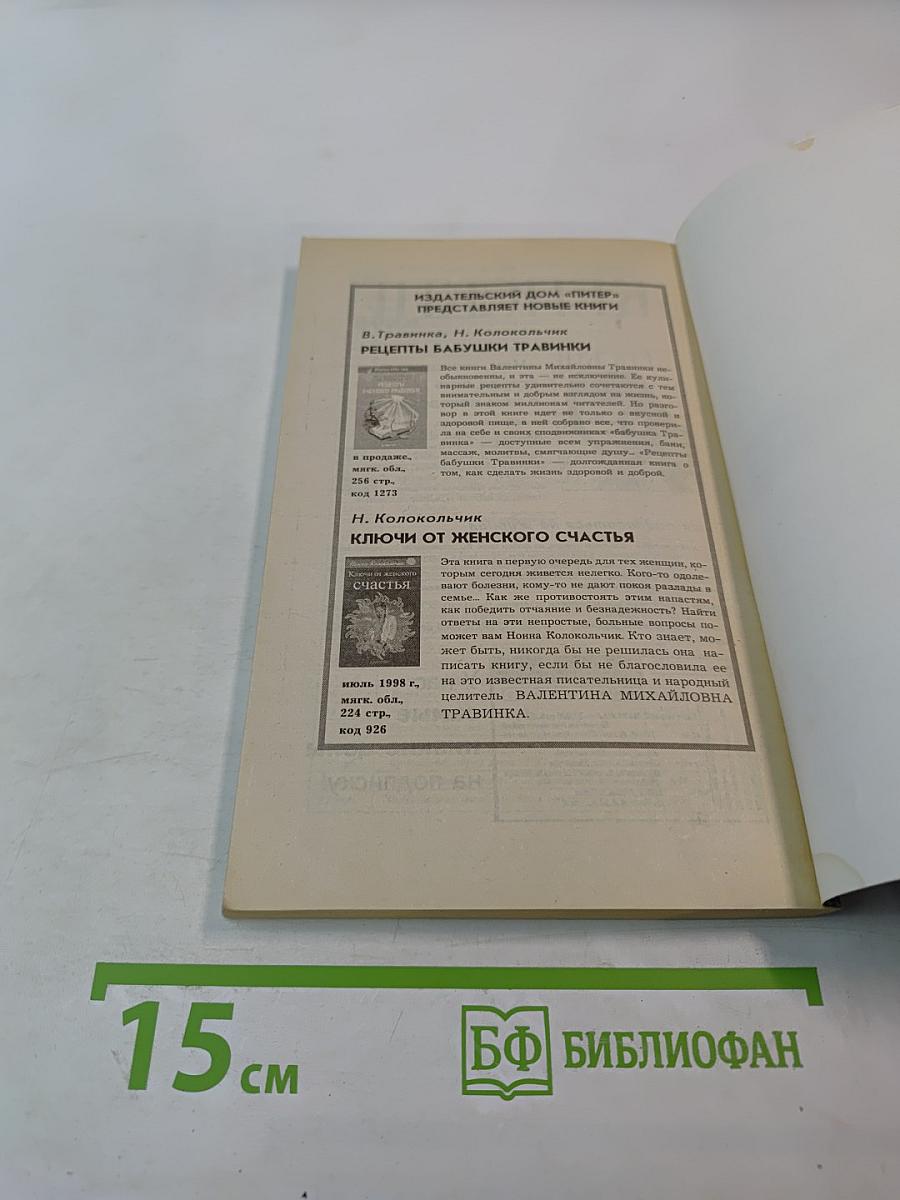 ИЗДАТЕЛЬСКИЙ ДОМ «ПИТЕР»
ПРЕДСТАВЛЯЕТ НОВЫЕ КНИГИ
В.Травинка, Н. Колокольчик
РЕЦЕПТЫ БАБУШКИ ТРАВИНКИ
РЕЦЕПТЫ
Все книги Валентины Михайловны Травинки не-
обыкновенны, и эта — не исключение. Ее кули-
нарные рецепты удивительно сочетаются с тем
внимательным и добрым взглядом на жизнь, ко-
торый знаком миллионам читателей. Но разго-
вор в этой книге идет не только о вкусной и
здоровой пище, в ней собрано все, что провери-
ла на себе и своих сподвижниках «бабушка Тра-
винка» — доступные всем упражнения, бани,
массаж, молитвы, смягчающие душу... «Рецепты
бабушки Травинки» — долгожданная книга о
том, как сделать жизнь здоровой и доброй.
в продаже.,
мягк. обл.,
256 стр.,
код 1273
Н. Колокольчик
КЛЮЧИ ОТ ЖЕНСКОГО СЧАСТЬЯ
Нонна Колокольчик
Ключи от женского
счастья
Эта книга в первую очередь для тех женщин, ко-
торым сегодня живется нелегко. Кого-то одоле-
вают болезни, кому-то не дают покоя разлады в
семье... Как же противостоять этим напастям,
как победить отчаяние и безнадежность? Найти
ответы на эти непростые, больные вопросы по-
может вам Нонна Колокольчик. Кто знает, мо-
жет быть, никогда бы не решилась она на-
писать книгу, если бы не благословила ее
на это известная писательница и народный
целитель ВАЛЕНТИНА МИХАЙЛОВНА
ТРАВИНКА.
июль 1998 г.,
мягк. обл.,
224 стр.,
код 926
15 см
БФ БИБЛИОФАН